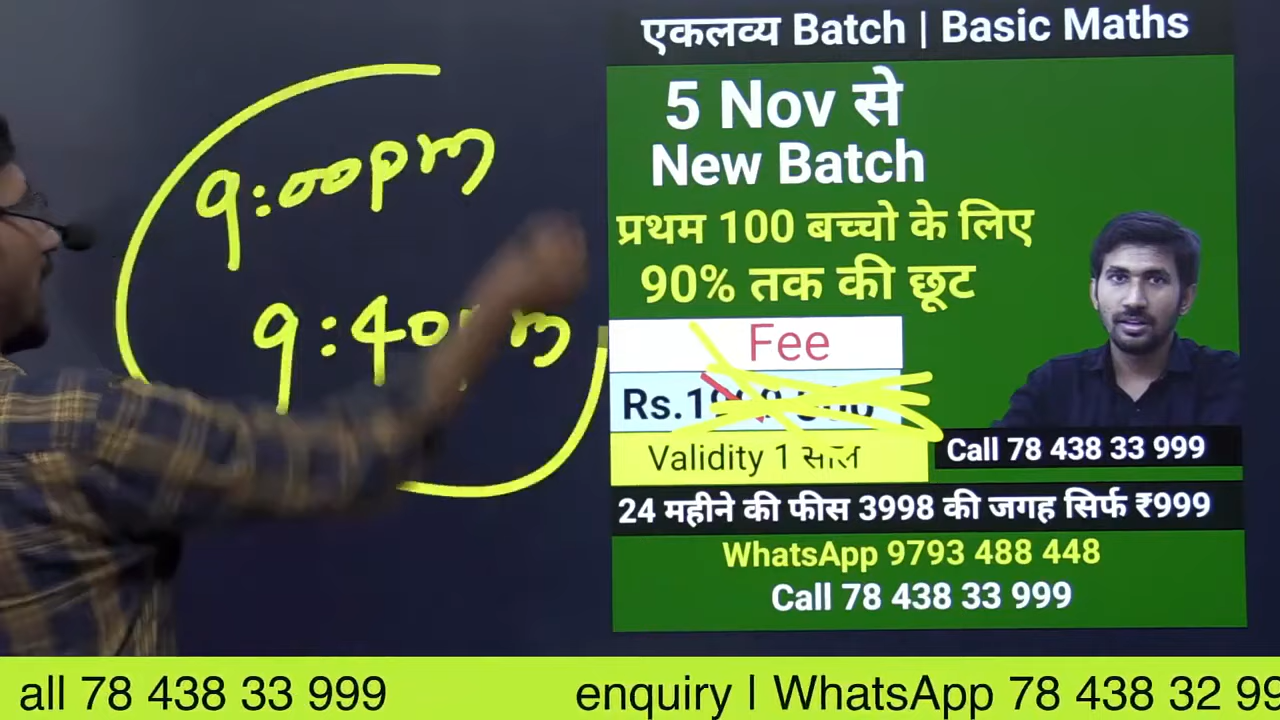 9:00pm
9:40pm
एकलव्य Batch | Basic Maths
5 Nov से
New Batch
प्रथम 100 बच्चो के लिए
90% तक की छूट
Fee
Validity 1 साल
Call 78 438 33 999
24 महीने की फीस 3998 की जगह सिर्फ ₹999
WhatsApp 9793 488 448
Call 78 438 33 999
all 78 438 33 999
enquiry | WhatsApp 78 438 32 99